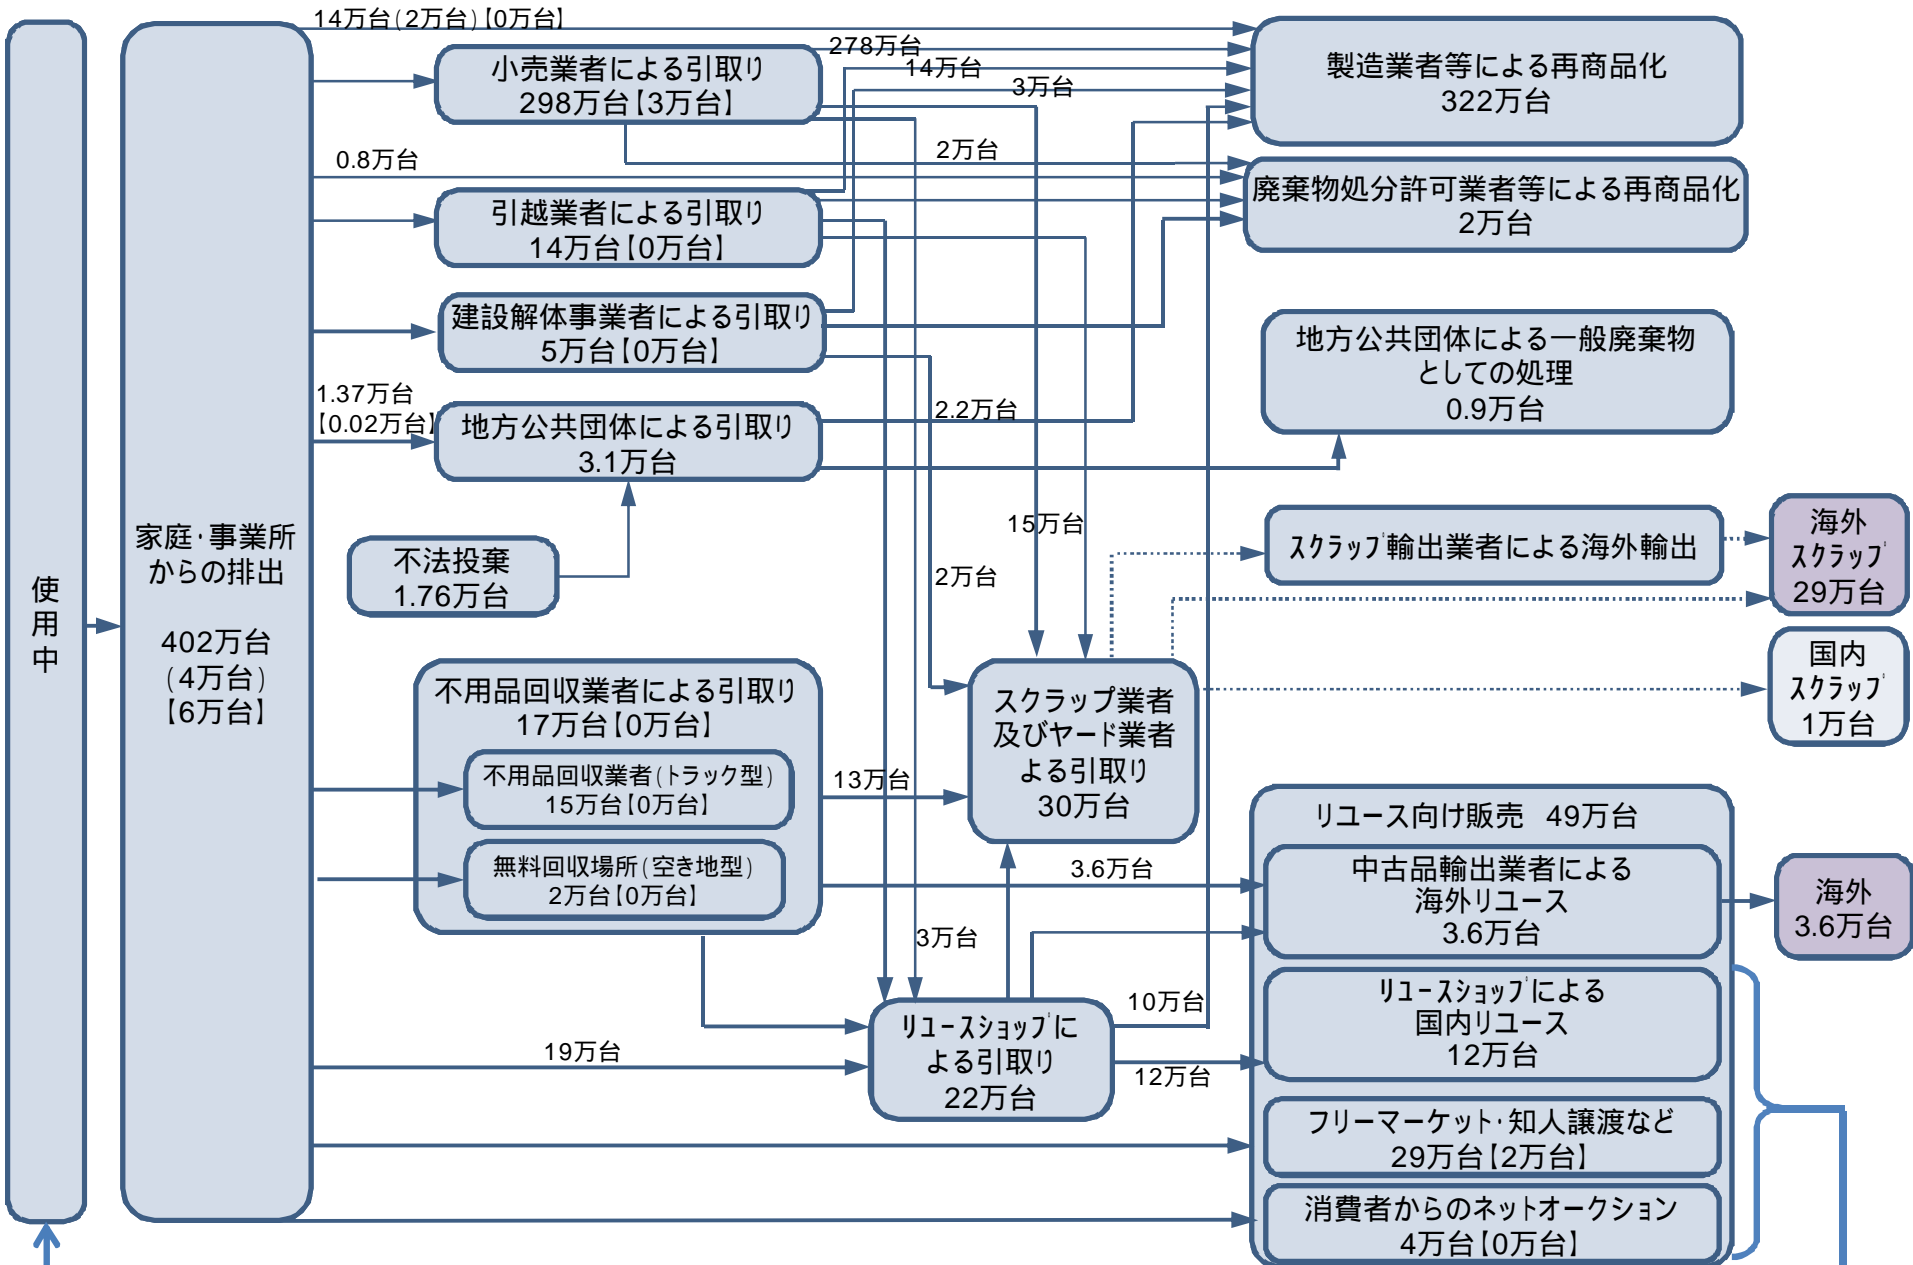 14万台(2万台)【0万台】
278万台
14万台
3万台
小売業者による引取り
298万台【3万台】
製造業者等による再商品化
322万台
2万台
0.8万台
引越業者による引取り
14万台【0万台】
廃棄物処分許可業者等による再商品化
2万台
建設解体事業者による引取り
5万台【0万台】
地方公共団体による一般廃棄物
としての処理
0.9万台
1.37万台
【0.02万台】
地方公共団体による引取り
3.1万台
2.2万台
不法投棄
1.76万台
使
用
中
家庭・事業所
からの排出
402万台
(4万台)
【6万台】
15万台
2万台
スクラップ輸出業者による海外輸出
海外
スクラップ
29万台
国内
スクラップ
1万台
不用品回収業者による引取り
17万台【0万台】
不用品回収業者(トラック型)
15万台【0万台】
無料回収場所(空き地型)
2万台【0万台】
13万台
スクラップ業者
及びヤード業者
よる引取り
30万台
リユース向け販売 49万台
3.6万台
中古品輸出業者による
海外リユース
3.6万台
海外
3.6万台
3万台
10万台
リユースショップに
よる引取り
22万台
19万台
12万台
リユースショップによる
国内リユース
12万台
フリーマーケット・知人譲渡など
29万台【2万台】
消費者からのネットオークション
4万台【0万台】